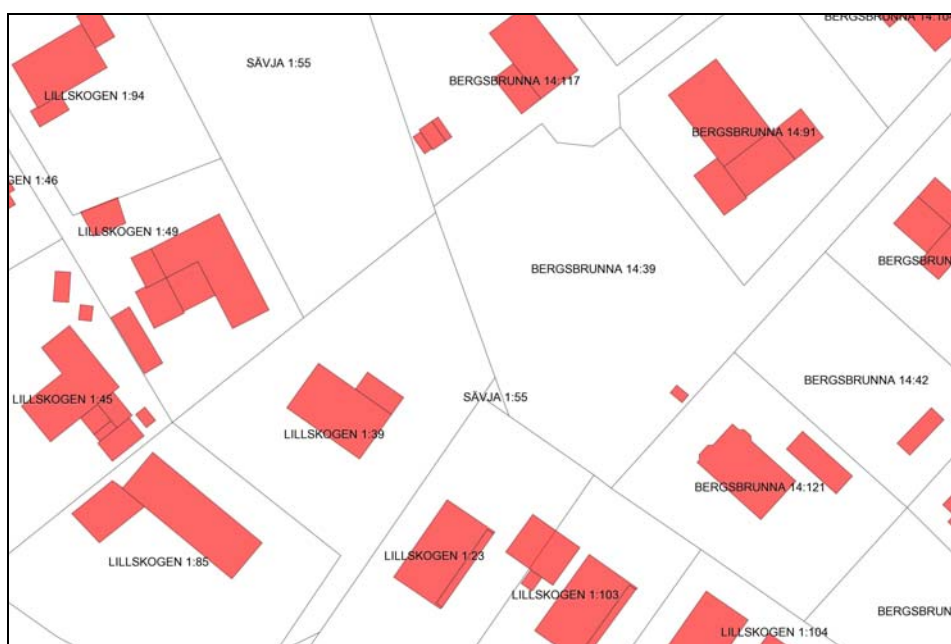 BERGSBRUNNA
SÄVJA 1:55
BERGSBRUNNA 14:117
LILLSKOGEN 1:94
BERGSBRUNNA 14:91
1:46
LILLSKOGEN 1:49
BERGSBRUNNA 14:39
BERGSBRUNNA 14:42
SÄVJA 1:55
LILLSKOGEN 1:45
LILLSKOGEN 1:39
BERGSBRUNNA 14:121
LILLSKOGEN 1:23
LILLSKOGEN 1:85
LILLSKOGEN 1:103
LILLSKOGEN 1:104